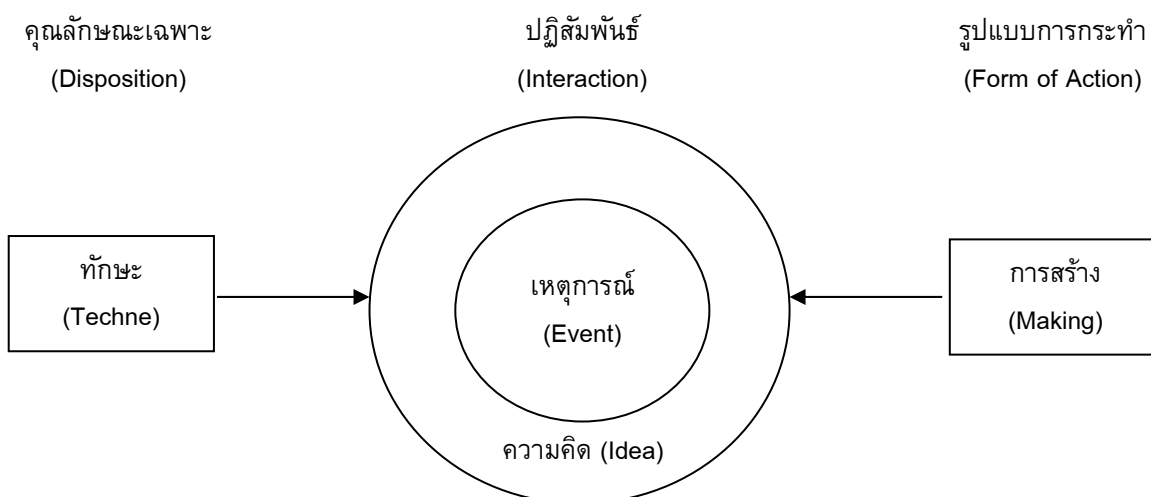 คุณลักษณะเฉพาะ
(Disposition)
ปฏิสัมพันธ์
(Interaction)
รูปแบบการกระทำ
(Form of Action)
ทักษะ
(Techne)
เหตุการณ์
(Event)
ความคิด (Idea)
การสร้าง
(Making)